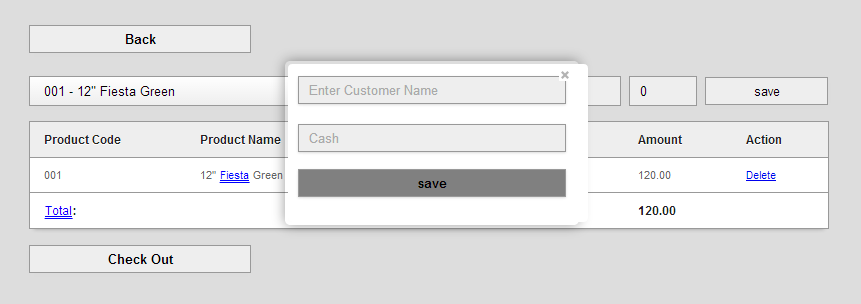 Back
001 - 12" Fiesta Green 0 save
×
Enter Customer Name
Product Code Product Name Amount Action
Cash
001 12" Fiesta Green 120.00 Delete
save
Total: 120.00
Check Out